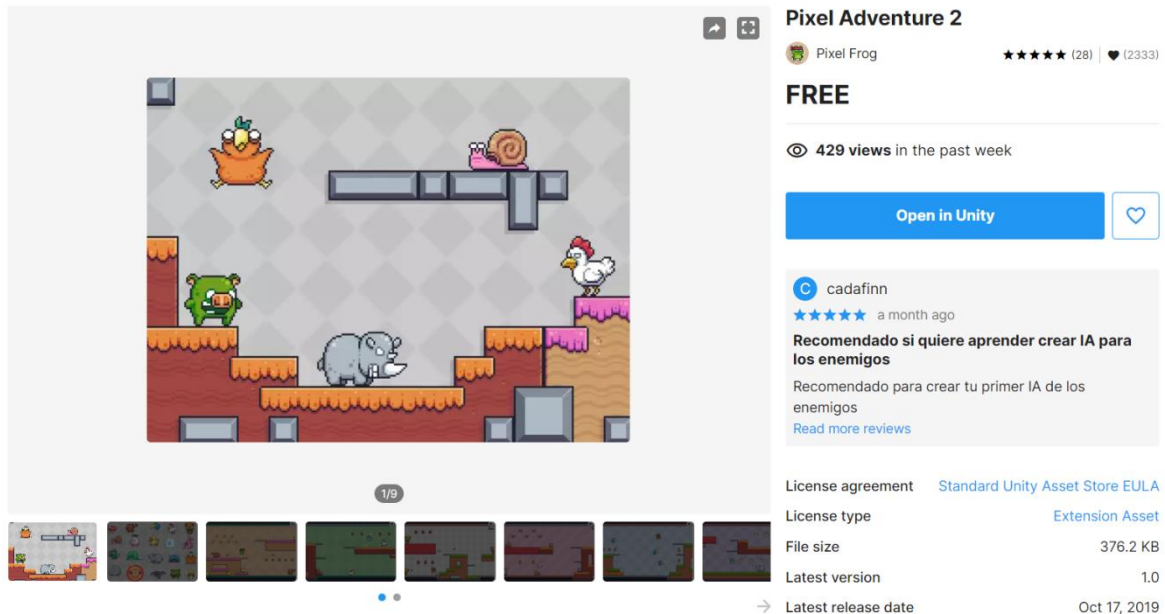 Pixel Adventure 2
Pixel Frog
★★★★★ (28) | ♥ (2333)
FREE
429 views in the past week
Open in Unity
C cadafinn
★★★★★ a month ago
Recomendado si quiere aprender crear IA para
los enemigos
Recomendado para crear tu primer IA de los
enemigos
Read more reviews
1/9
License agreement Standard Unity Asset Store EULA
License type Extension Asset
File size 376.2 KB
Latest version 1.0
Latest release date Oct 17, 2019